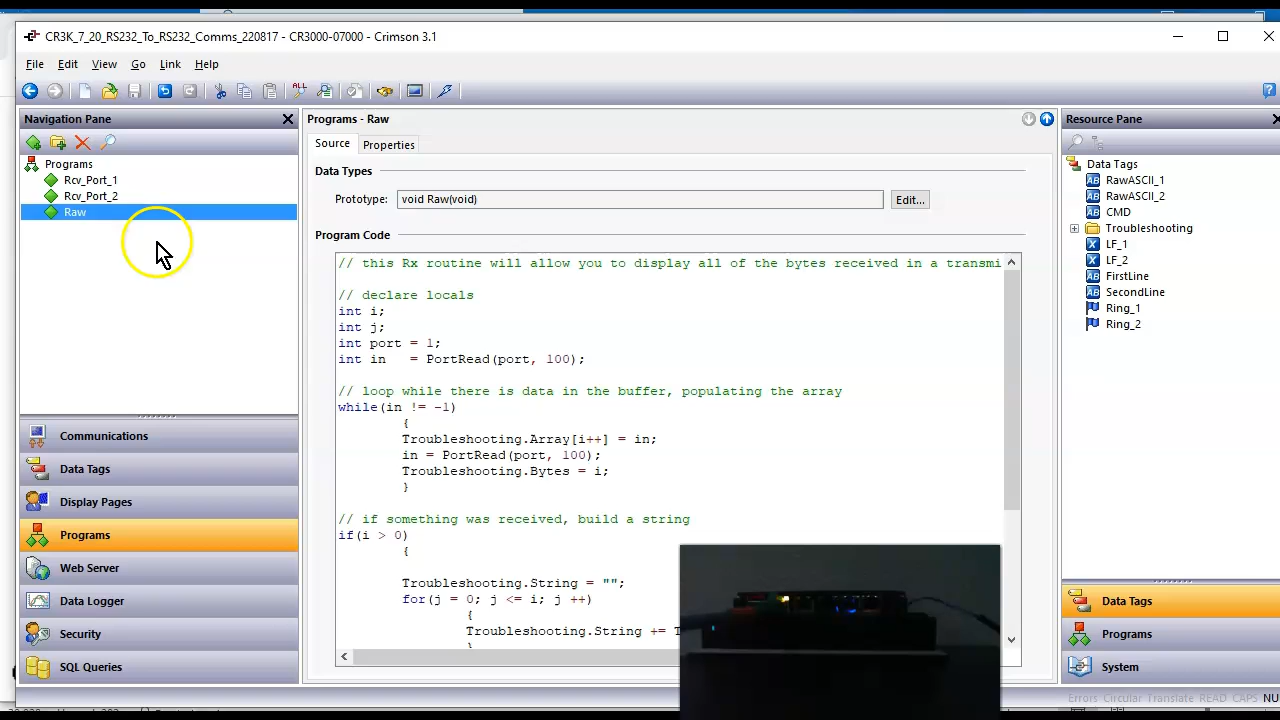 CR3K_7_20_RS232_To_RS232_Comms_220817 - CR3000-07000 - Crimson 3.1
File Edit View Go Link Help
ALL
Navigation Pane
Programs
Rcv_Port_1
Rcv_Port_2
Raw
Communications
Data Tags
Display Pages
Programs
Web Server
Data Logger
Security
SQL Queries
Programs - Raw
Source Properties
Data Types
Prototype: void Raw(void) Edit...
Program Code
// this Rx routine will allow you to display all of the bytes received in a transmi
// declare locals
int i;
int j;
int port = 1;
int in   = PortRead(port, 100);
// loop while there is data in the buffer, populating the array
while(in != -1)
{
Troubleshooting.Array[i++] = in;
in = PortRead(port, 100);
Troubleshooting.Bytes = i;
}
// if something was received, build a string
if(i > 0)
{
Troubleshooting.String = "";
for(j = 0; j <= i; j ++)
{
Troubleshooting.String += T
}
Resource Pane
Data Tags
RawASCII_1
RawASCII_2
CMD
Troubleshooting
LF_1
LF_2
FirstLine
SecondLine
Ring_1
Ring_2
Data Tags
Programs
System
Errors Circular Translate READ CAPS NU